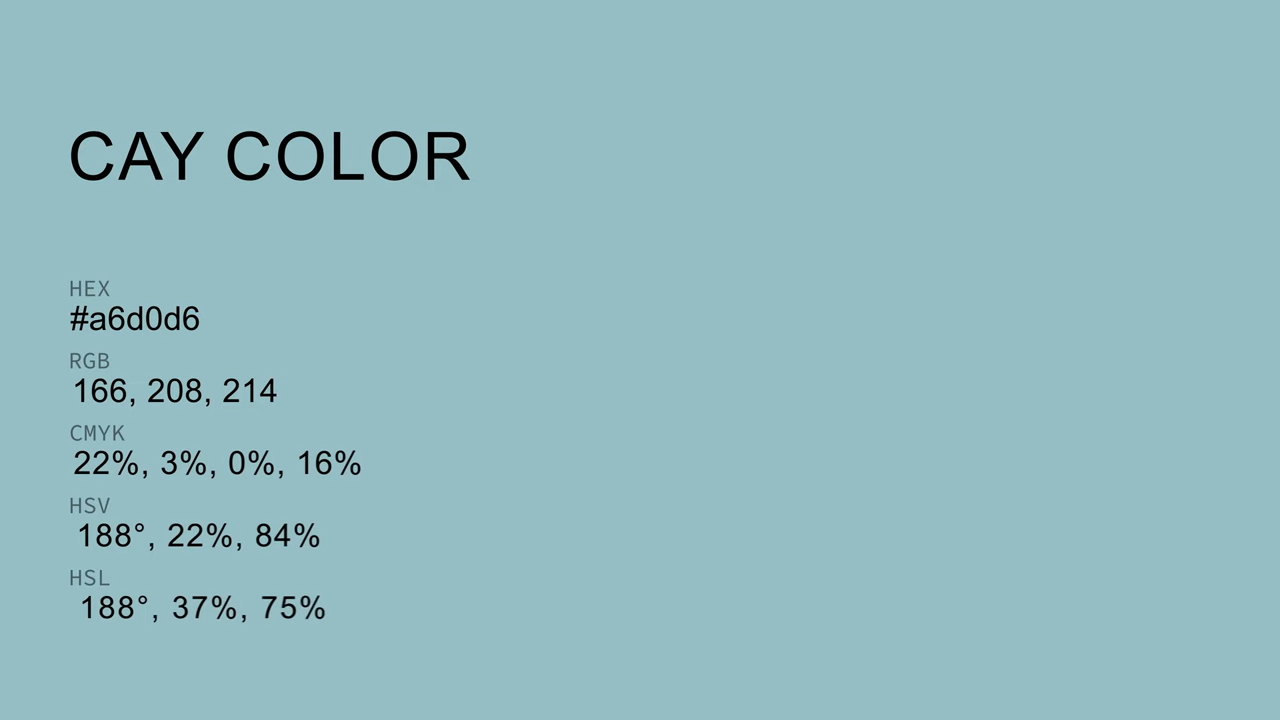 CAY COLOR
HEX
#a6d0d6
RGB
166, 208, 214
CMYK
22%, 3%, 0%, 16%
HSV
188°, 22%, 84%
HSL
188°, 37%, 75%